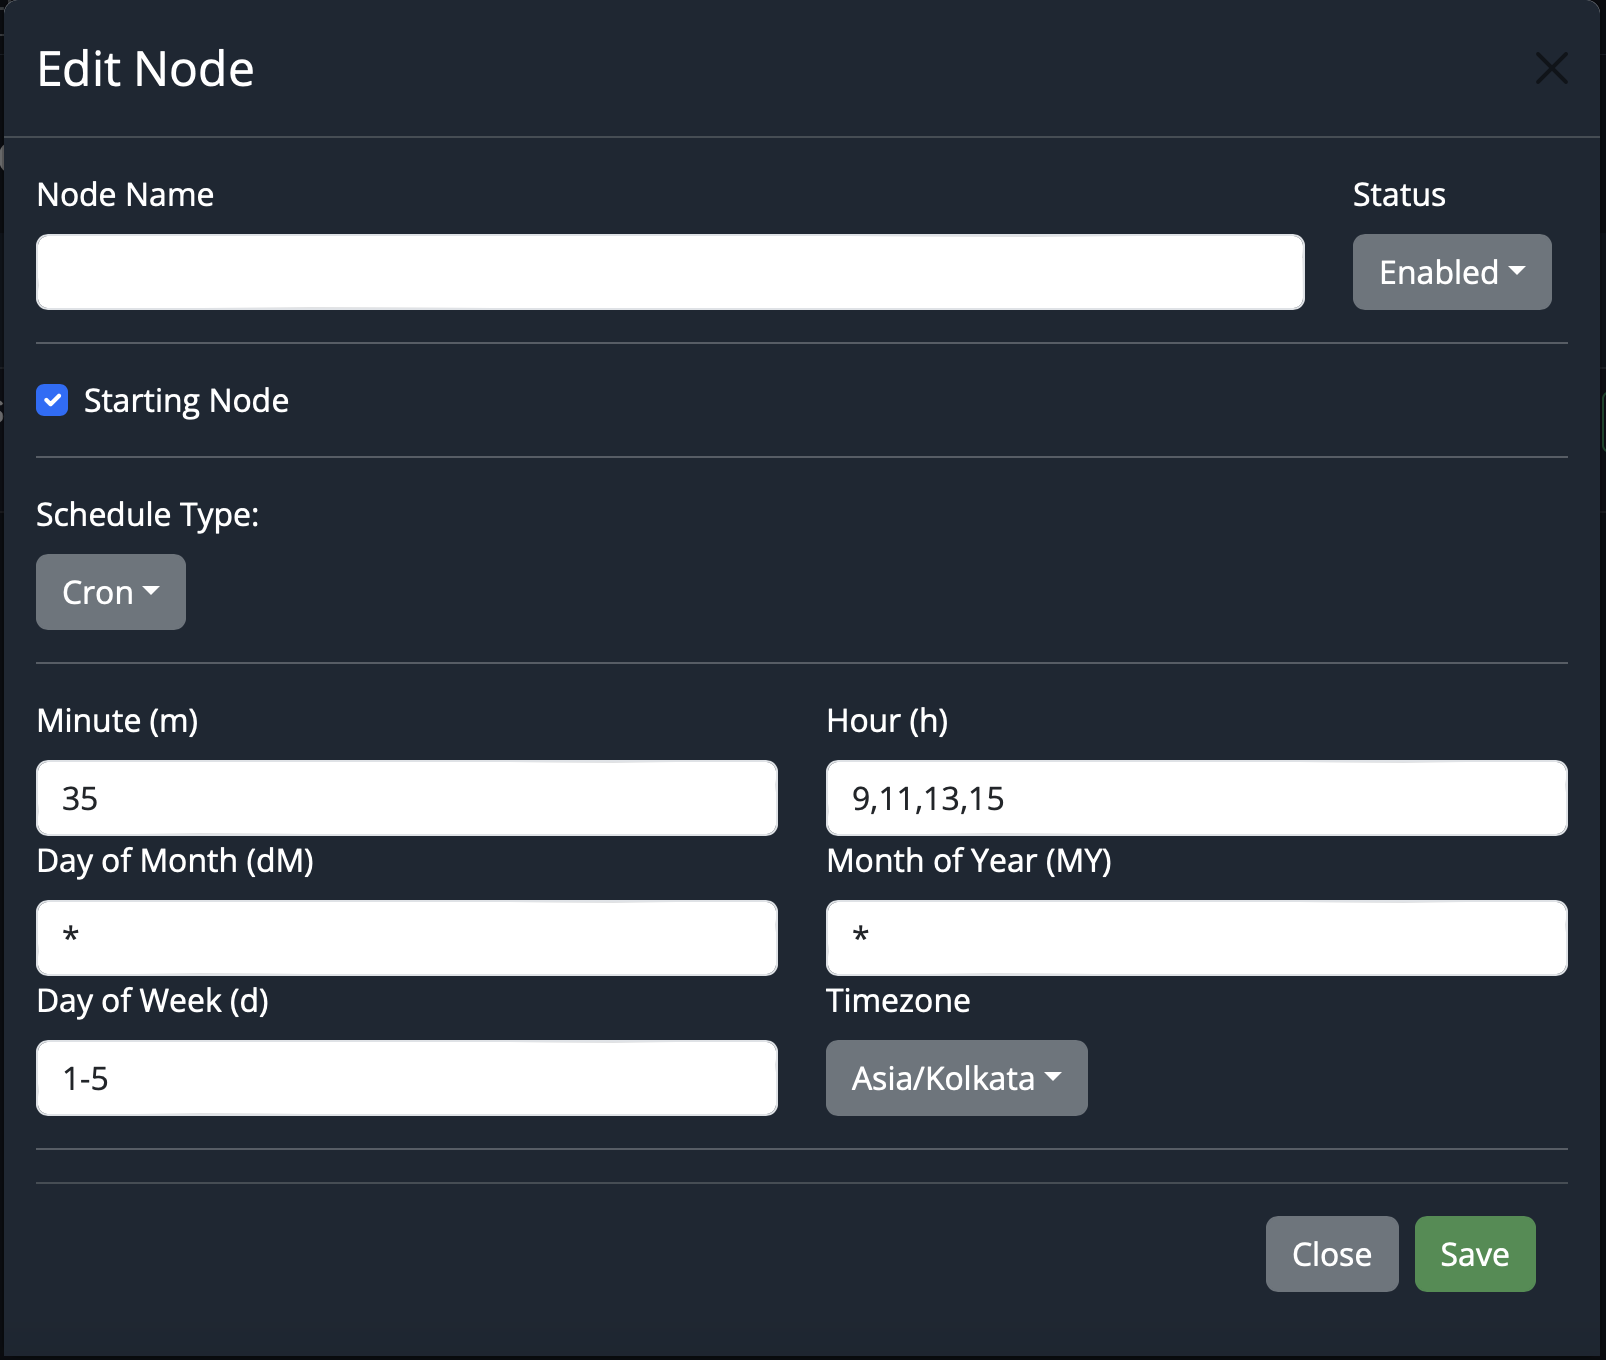 Edit Node
Node Name
Status
Enabled
Starting Node
Schedule Type:
Cron
Minute (m)
Hour (h)
35
9,11,13,15
Day of Month (dM)
Month of Year (MY)
*
*
Day of Week (d)
Timezone
1-5
Asia/Kolkata
Close
Save